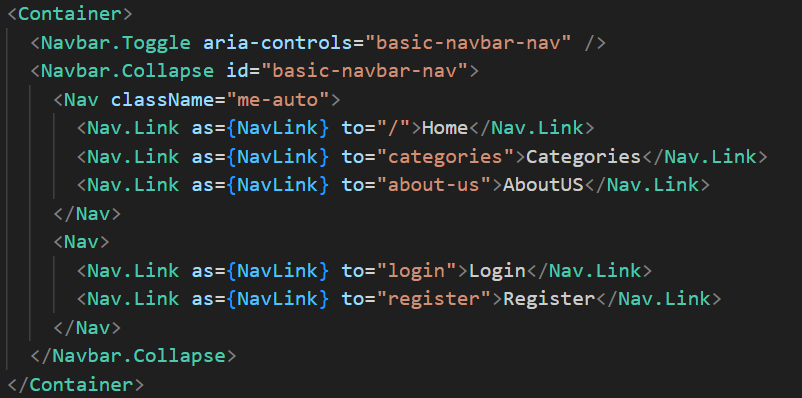 <Container>
<Navbar.Toggle aria-controls="basic-navbar-nav" />
<Navbar.Collapse id="basic-navbar-nav">
<Nav className="me-auto">
<Nav.Link as={NavLink} to="/">Home</Nav.Link>
<Nav.Link as={NavLink} to="categories">Categories</Nav.Link>
<Nav.Link as={NavLink} to="about-us">AboutUS</Nav.Link>
</Nav>
<Nav>
<Nav.Link as={NavLink} to="login">Login</Nav.Link>
<Nav.Link as={NavLink} to="register">Register</Nav.Link>
</Nav>
</Navbar.Collapse>
</Container>